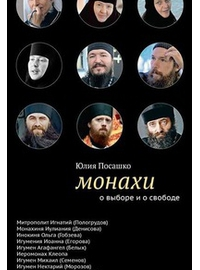 Юлия Посашко
монахи
о выборе и о свободе
Митрополит Игнатий (Пологрудов)
Монахиня Иулиания (Денисова)
Инокиня Ольга (Гобзева)
Игумения Иоанна (Егорова)
Игумен Агафангел (Белых)
Иеромонах Клеопа
Игумен Михаил (Семенов)
Игумен Нектарий (Морозов)